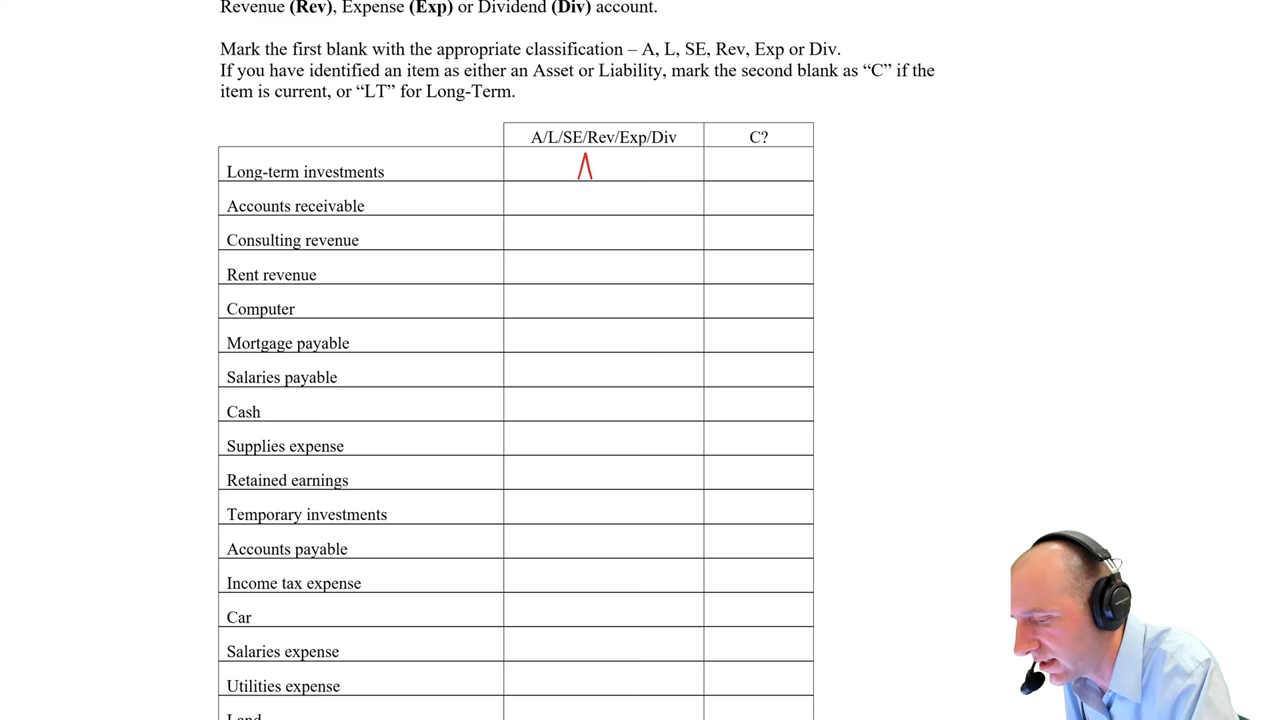 Revenue (Rev), Expense (Exp) or Dividend (Div) account.
Mark the first blank with the appropriate classification – A, L, SE, Rev, Exp or Div.
If you have identified an item as either an Asset or Liability, mark the second blank as “C” if the
item is current, or “LT” for Long-Term.
A/L/SE/Rev/Exp/Div C?
Long-term investments
Accounts receivable
Consulting revenue
Rent revenue
Computer
Mortgage payable
Salaries payable
Cash
Supplies expense
Retained earnings
Temporary investments
Accounts payable
Income tax expense
Car
Salaries expense
Utilities expense
Land